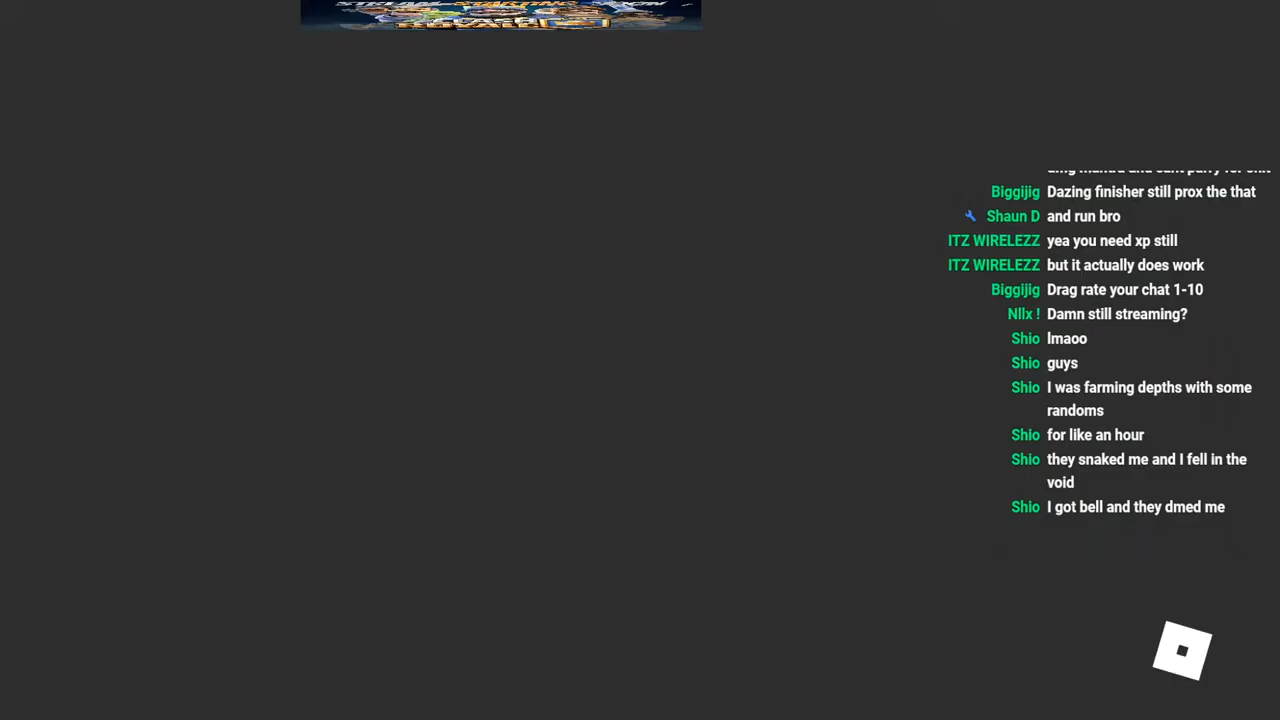 STREAM STARTING SOON
Biggijig Dazing finisher still prox the that
Shaun D and run bro
ITZ WIRELEZZ yea you need xp still
ITZ WIRELEZZ but it actually does work
Biggijig Drag rate your chat 1-10
Nllx ! Damn still streaming?
Shio lmaoo
Shio guys
Shio I was farming depths with some
randoms
Shio for like an hour
Shio they snaked me and I fell in the
void
Shio I got bell and they dmed me